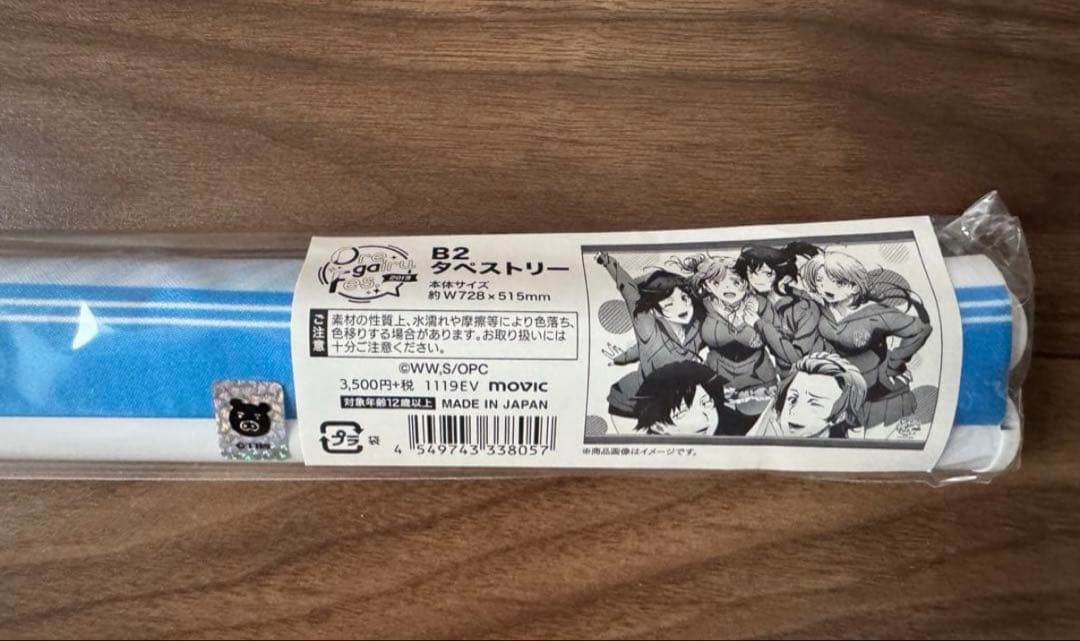 Oregairu
Fes.
2019
B2
タペストリー
本体サイズ
約W728×515mm
ご注意
素材の性質上、水濡れや摩擦等により色落ち、
色移りする場合があります。お取り扱いには
十分ご注意ください。
©WW,S/OPC
3,500円+税 1119EV movic
対象年齢12歳以上 MADE IN JAPAN
プラ 袋
4 549743 338057
※商品画像はイメージです。
©TBS